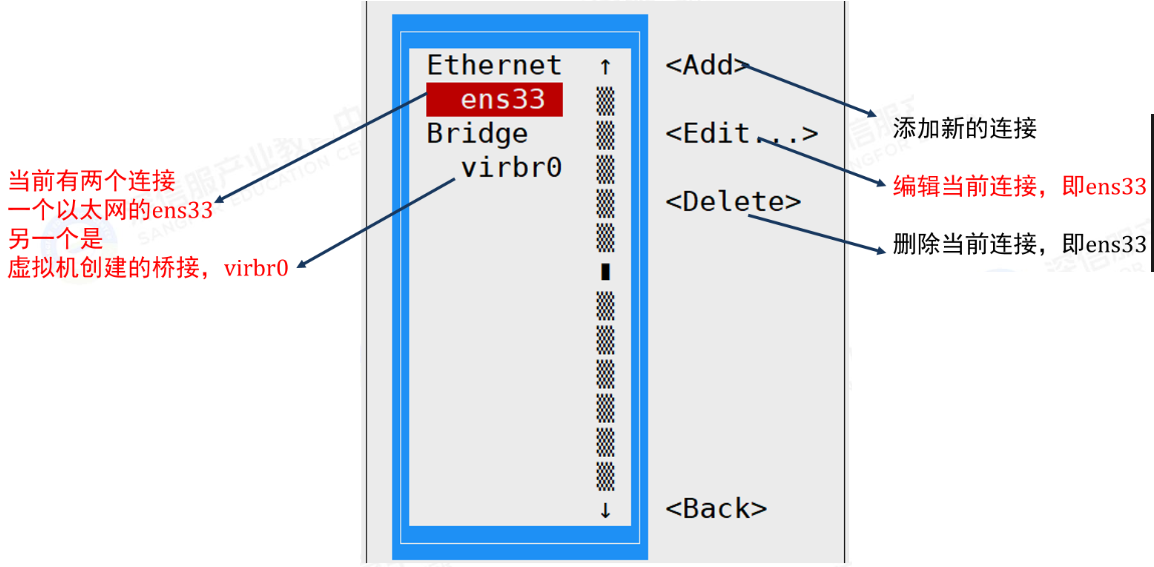 Ethernet
ens33
Bridge
virbr0
<Add>
<Edit...>
<Delete>
<Back>
当前有两个连接
一个以太网的ens33
另一个是
虚拟机创建的桥接，virbr0
添加新的连接
编辑当前连接，即ens33
删除当前连接，即ens33